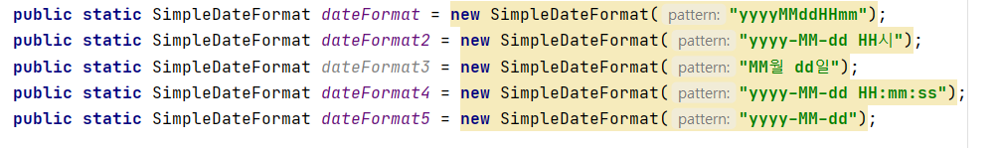 public static SimpleDateFormat dateFormat = new SimpleDateFormat( pattern: "yyyyMMddHHmm");
public static SimpleDateFormat dateFormat2 = new SimpleDateFormat( pattern: "yyyy-MM-dd HH시");
public static SimpleDateFormat dateFormat3 = new SimpleDateFormat( pattern: "MM월 dd일");
public static SimpleDateFormat dateFormat4 = new SimpleDateFormat( pattern: "yyyy-MM-dd HH:mm:ss");
public static SimpleDateFormat dateFormat5 = new SimpleDateFormat( pattern: "yyyy-MM-dd");